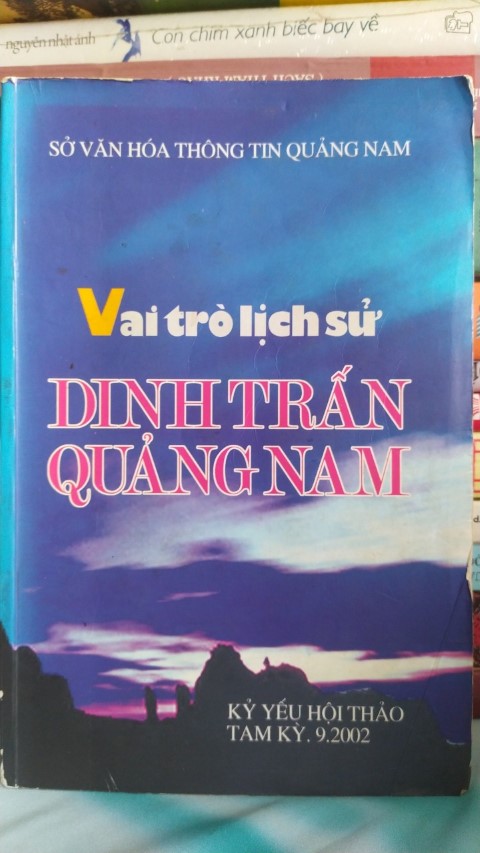 nguyễn nhật ánh Con chim xanh biếc bay về
SỞ VĂN HÓA THÔNG TIN QUẢNG NAM
Vai trò lịch sử
DINH TRẤN
QUẢNG NAM
KỶ YẾU HỘI THẢO
TAM KỲ. 9.2002